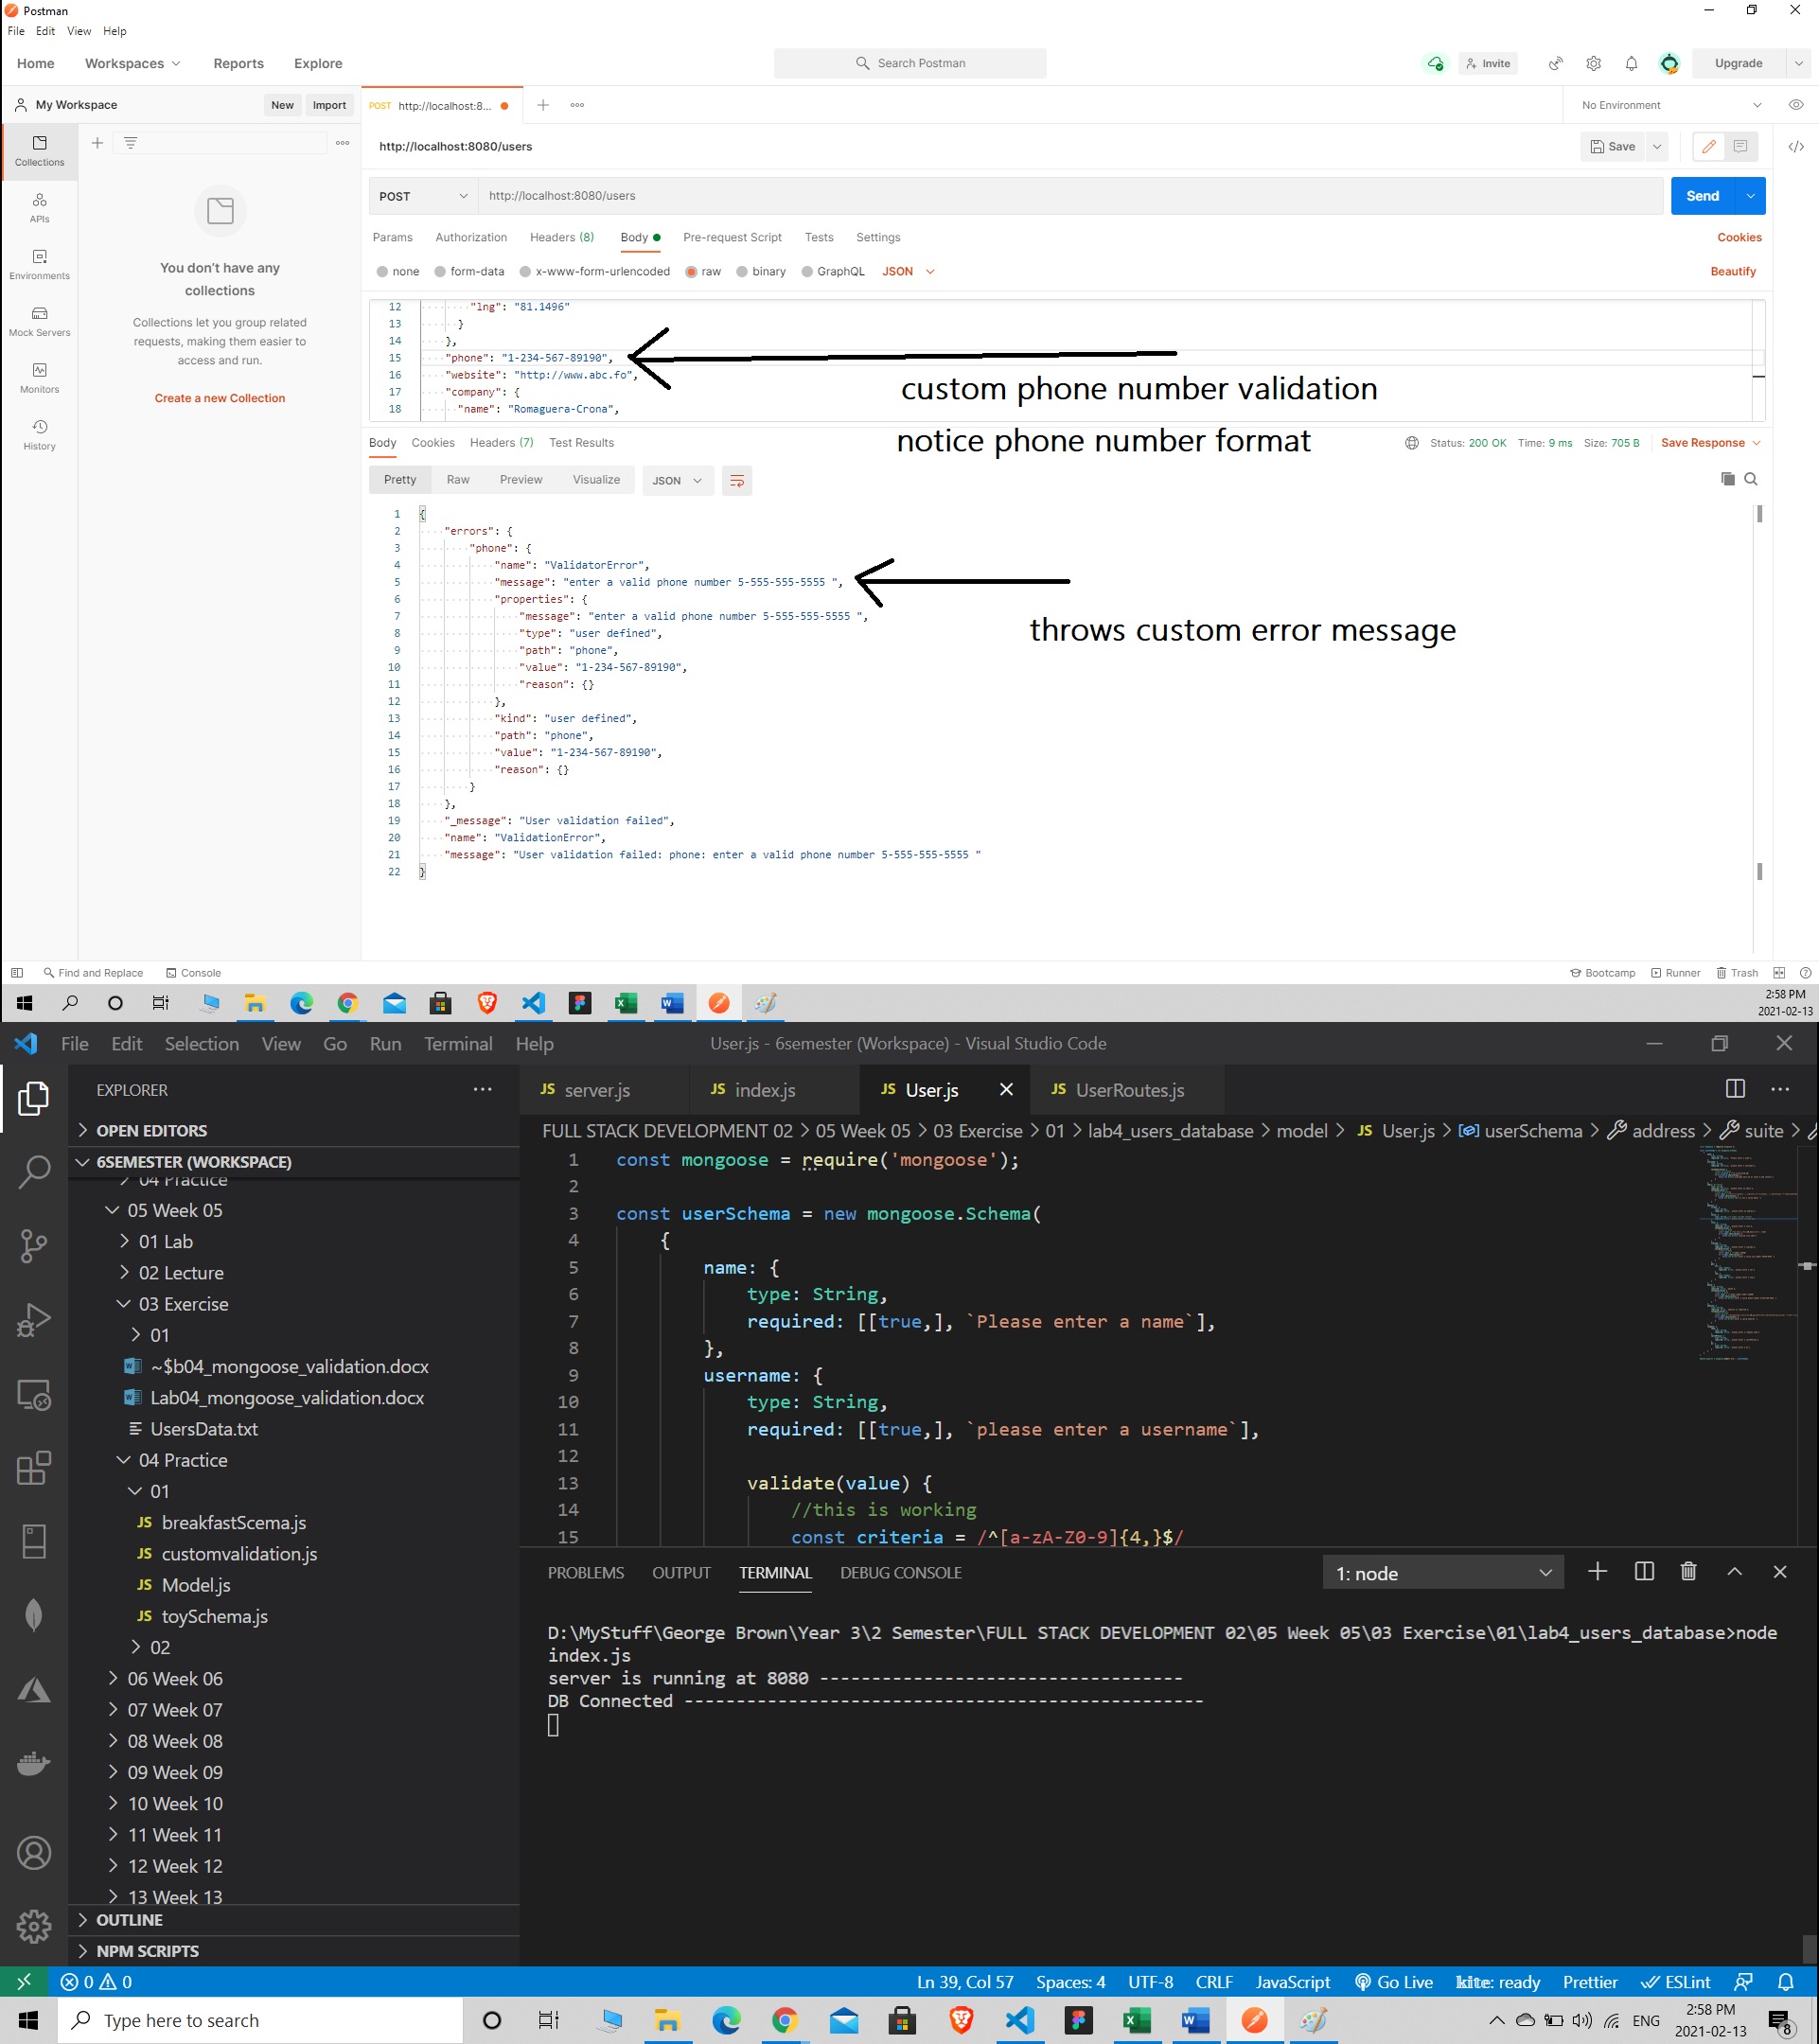 Postman
File Edit View Help
Home Workspaces Reports Explore
Search Postman
Invite
Upgrade
My Workspace
New Import
POST http://localhost:8...
No Environment
Collections
APIs
Environments
Mock Servers
Monitors
History
You don't have any
collections
Collections let you group related
requests, making them easier to
access and run.
Create a new Collection
http://localhost:8080/users
Save
POST http://localhost:8080/users
Send
Params Authorization Headers (8) Body Pre-request Script Tests Settings
Cookies
none form-data x-www-form-urlencoded raw binary GraphQL JSON
Beautify
12 "lng": "81.1496"
13 }
14 },
15 "phone": "1-234-567-89190",
16 "website": "http://www.abc.fo",
17 "company": {
18 "name": "Romaguera-Crona",
custom phone number validation
notice phone number format
Body Cookies Headers (7) Test Results
Status: 200 OK Time: 9 ms Size: 705 B Save Response
Pretty Raw Preview Visualize JSON
1 {
2 "errors": {
3 "phone": {
4 "name": "ValidatorError",
5 "message": "enter a valid phone number 5-555-555-5555 ",
6 "properties": {
7 "message": "enter a valid phone number 5-555-555-5555 ",
8 "type": "user defined",
9 "path": "phone",
10 "value": "1-234-567-89190",
11 "reason": {}
12 },
13 "kind": "user defined",
14 "path": "phone",
15 "value": "1-234-567-89190",
16 "reason": {}
17 }
18 },
19 "_message": "User validation failed",
20 "name": "ValidationError",
21 "message": "User validation failed: phone: enter a valid phone number 5-555-555-5555 "
22 }
throws custom error message
Find and Replace Console
Bootcamp Runner Trash
2:58 PM
2021-02-13
File Edit Selection View Go Run Terminal Help
User.js - 6semester (Workspace) - Visual Studio Code
EXPLORER
OPEN EDITORS
6SEMESTER (WORKSPACE)
04 Practice
05 Week 05
01 Lab
02 Lecture
03 Exercise
01
~$b04_mongoose_validation.docx
Lab04_mongoose_validation.docx
UsersData.txt
04 Practice
01
JS breakfastScema.js
JS customvalidation.js
JS Model.js
JS toySchema.js
02
06 Week 06
07 Week 07
08 Week 08
09 Week 09
10 Week 10
11 Week 11
12 Week 12
13 Week 13
OUTLINE
NPM SCRIPTS
JS server.js JS index.js JS User.js JS UserRoutes.js
FULL STACK DEVELOPMENT 02 > 05 Week 05 > 03 Exercise > 01 > lab4_users_database > model > JS User.js > userSchema > address > suite >
1 const mongoose = require('mongoose');
2
3 const userSchema = new mongoose.Schema(
4 {
5 name: {
6 type: String,
7 required: [[true,], `Please enter a name`],
8 },
9 username: {
10 type: String,
11 required: [[true,], `please enter a username`],
12
13 validate(value) {
14 //this is working
15 const criteria = /^[a-zA-Z0-9]{4,}$/
PROBLEMS OUTPUT TERMINAL DEBUG CONSOLE
1: node
D:\MyStuff\George Brown\Year 3\2 Semester\FULL STACK DEVELOPMENT 02\05 Week 05\03 Exercise\01\lab4_users_database>node
index.js
server is running at 8080 -----------------------------------
DB Connected --------------------------------------------------
0 0
Ln 39, Col 57 Spaces: 4 UTF-8 CRLF JavaScript Go Live kite: ready Prettier ESLint
Type here to search
ENG
2:58 PM
2021-02-13
8